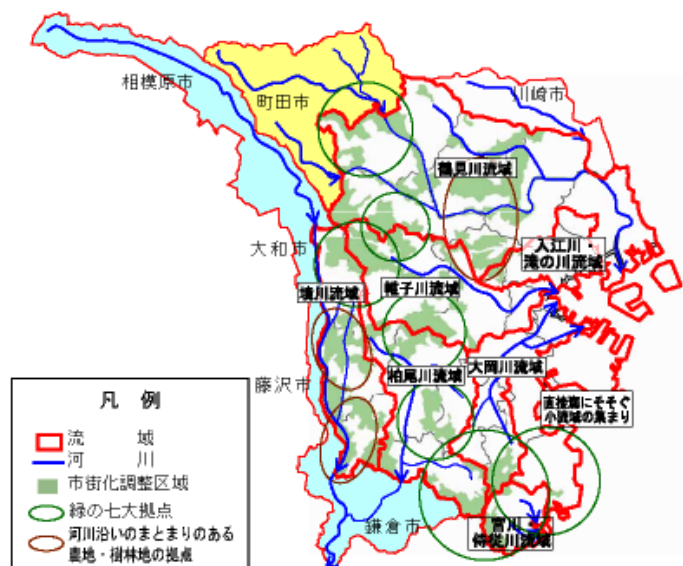 相模原市
町田市
川崎市
鶴見川流域
大和市
入江川・
滝の川流域
境川流域
帷子川流域
藤沢市
柏尾川流域
大岡川流域
直接海にそそぐ
小流域の集まり
鎌倉市
宮川・
侍従川流域
凡 例
流 域
河 川
市街化調整区域
緑の七大拠点
河川沿いのまとまりのある
農地・樹林地の拠点